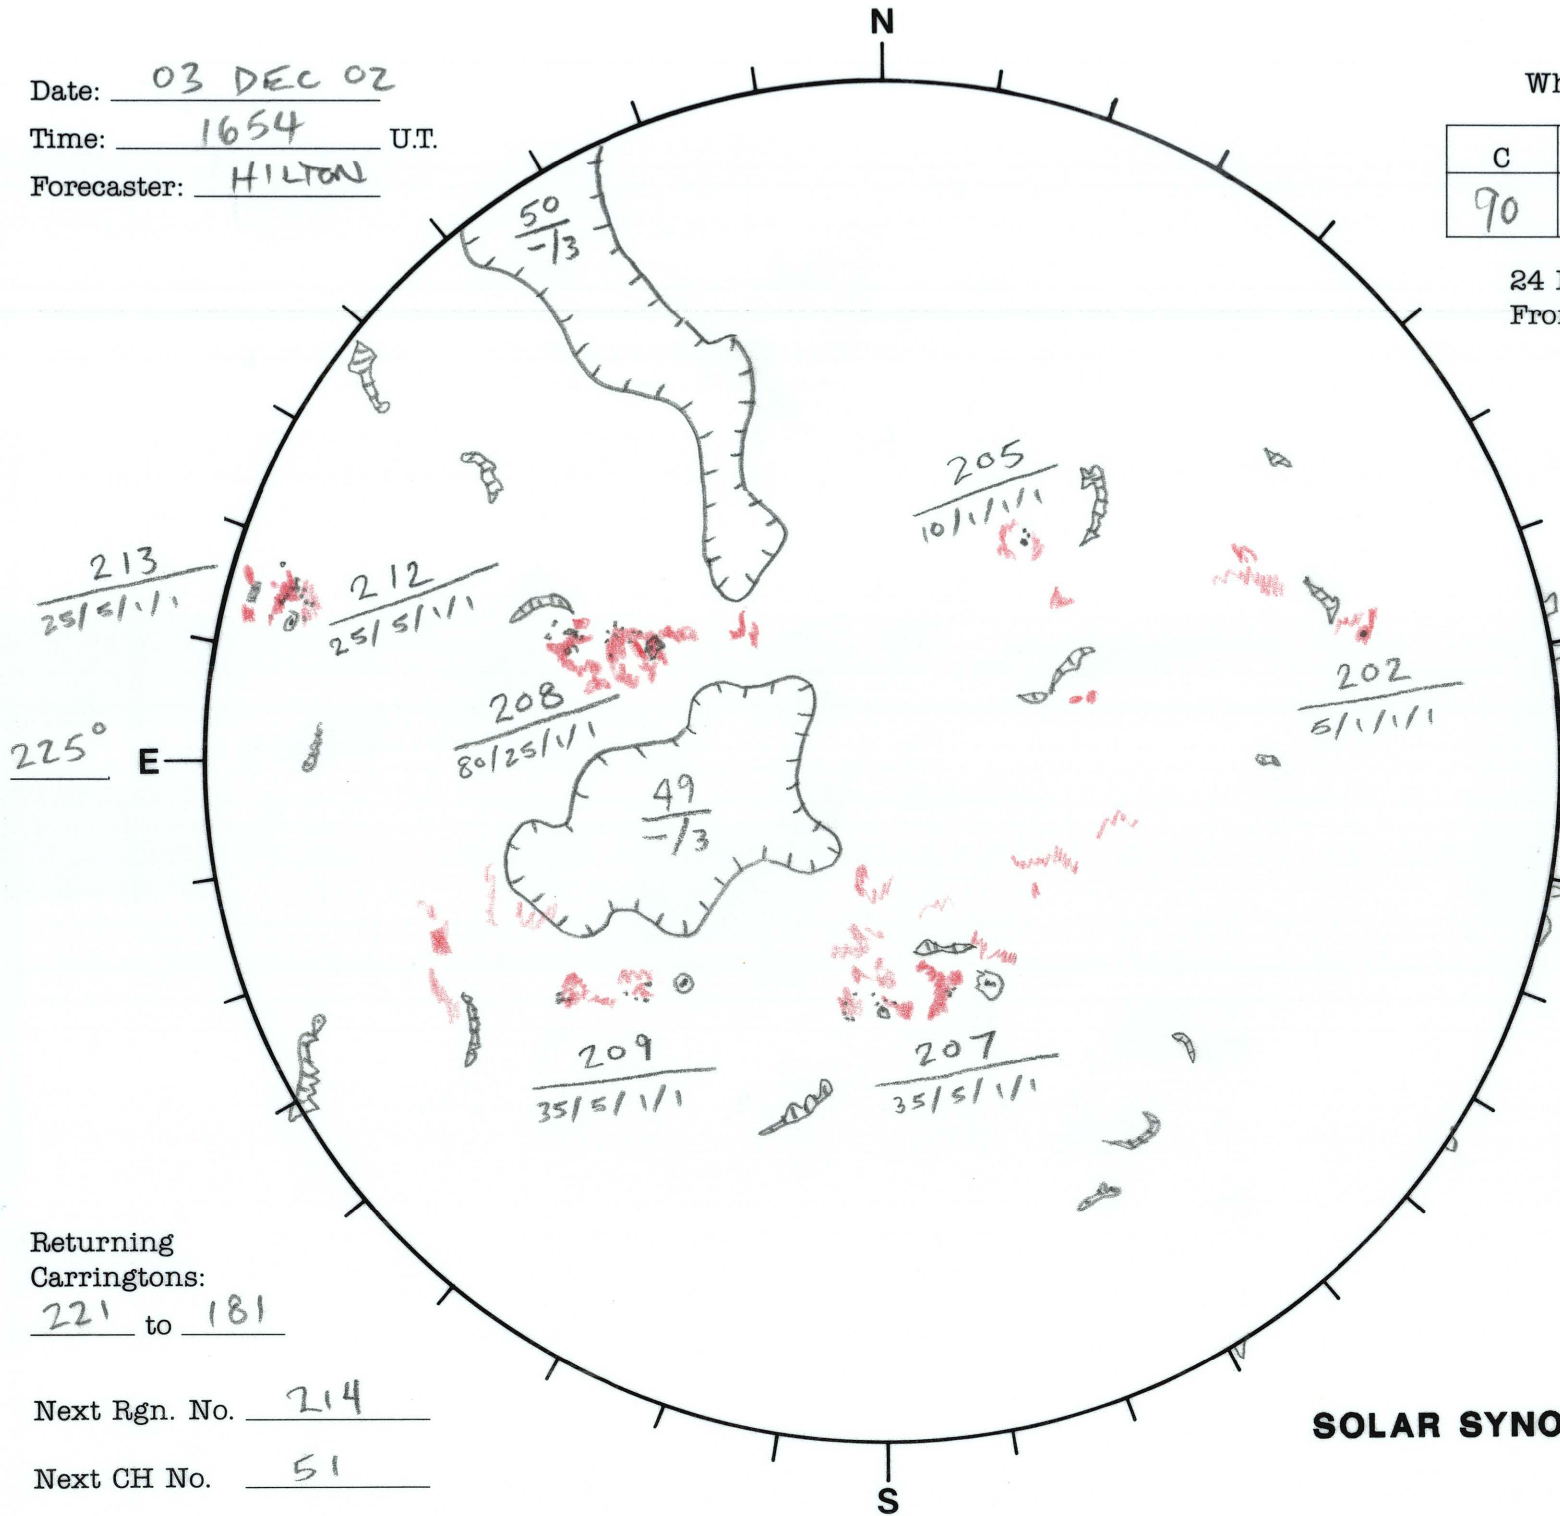 N
Date: 03 DEC 02
Time: 1654 U.T.
Forecaster: HILTON
Wh
C
90
24
Fro
50
-/3
205
10/1/1/1
213
25/5/1/1
212
25/5/1/1
208
80/25/1/1
202
5/1/1/1
225° E
49
-/3
209
35/5/1/1
207
35/5/1/1
Returning
Carringtons:
221 to 181
Next Rgn. No. 214
Next CH No. 51
SOLAR SYNO
S